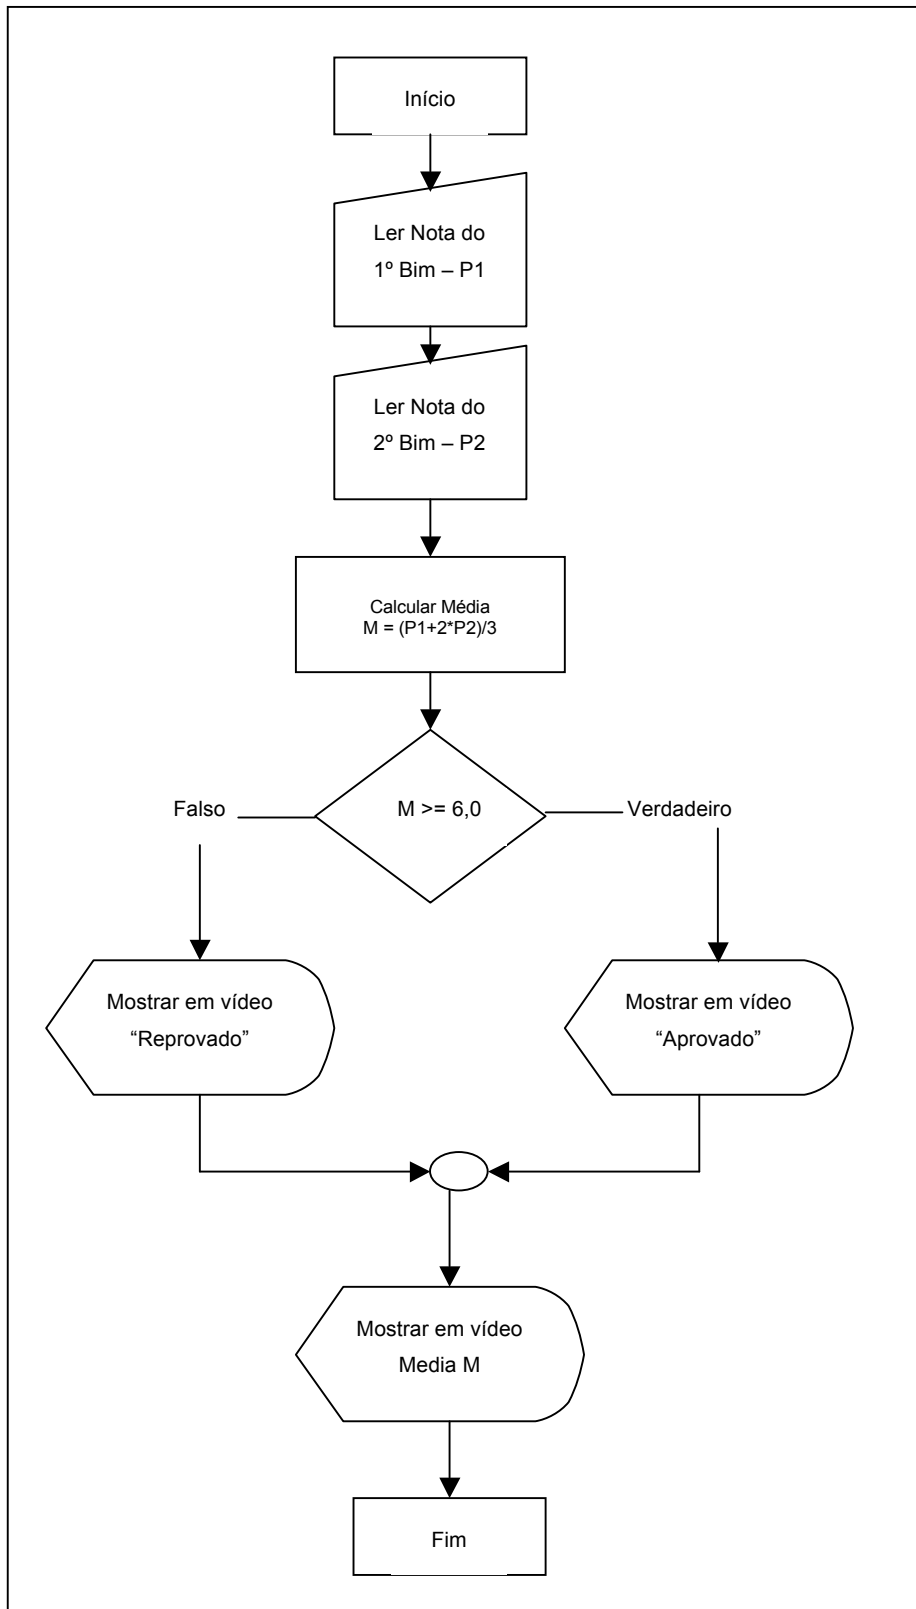 Início
Ler Nota do
1º Bim – P1
Ler Nota do
2º Bim – P2
Calcular Média
M = (P1+2*P2)/3
M >= 6,0
Falso
Verdadeiro
Mostrar em vídeo
“Reprovado”
Mostrar em vídeo
“Aprovado”
Mostrar em vídeo
Media M
Fim